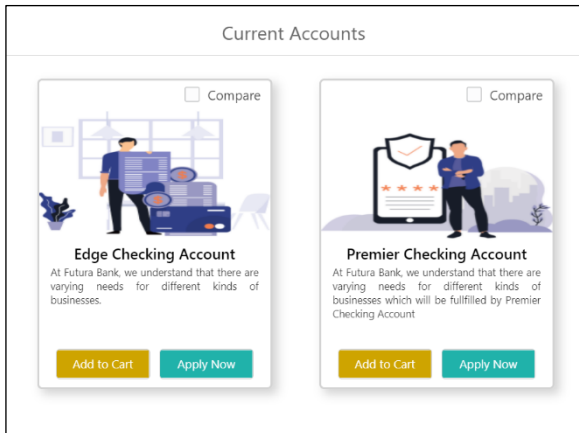 Current Accounts
Compare
Edge Checking Account
At Futura Bank, we understand that there are
varying needs for different kinds of
businesses.
Add to Cart
Apply Now
Compare
Premier Checking Account
At Futura Bank, we understand that there are
varying needs for different kinds of
businesses which will be fullfilled by Premier
Checking Account
Add to Cart
Apply Now